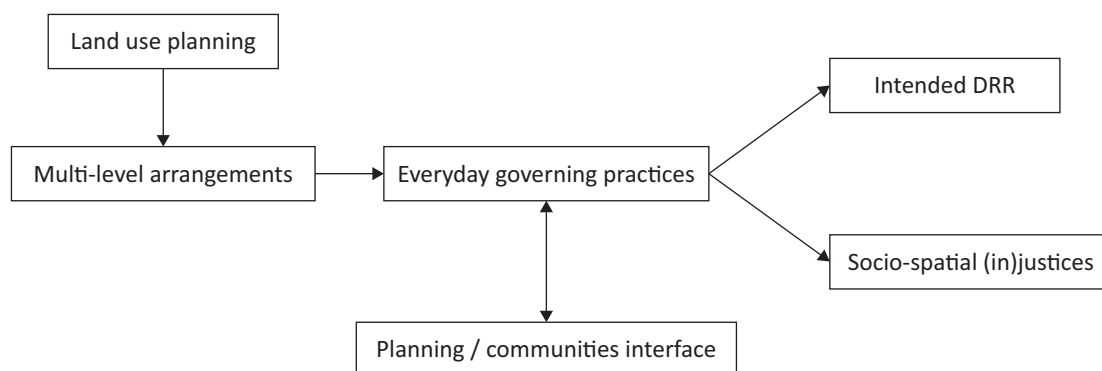 Land use planning
Intended DRR
Multi-level arrangements
Everyday governing practices
Socio-spatial (in)justices
Planning / communities interface